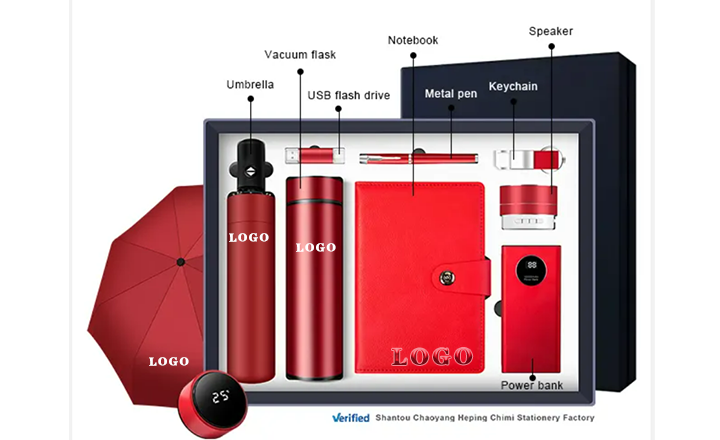 Speaker
Notebook
Vacuum flask
Umbrella
USB flash drive
Metal pen
Keychain
LOGO
LOGO
88
LOGO
LOGO
25°
Power bank
Verified Shantou Chaoyang Heping Chimi Stationery Factory